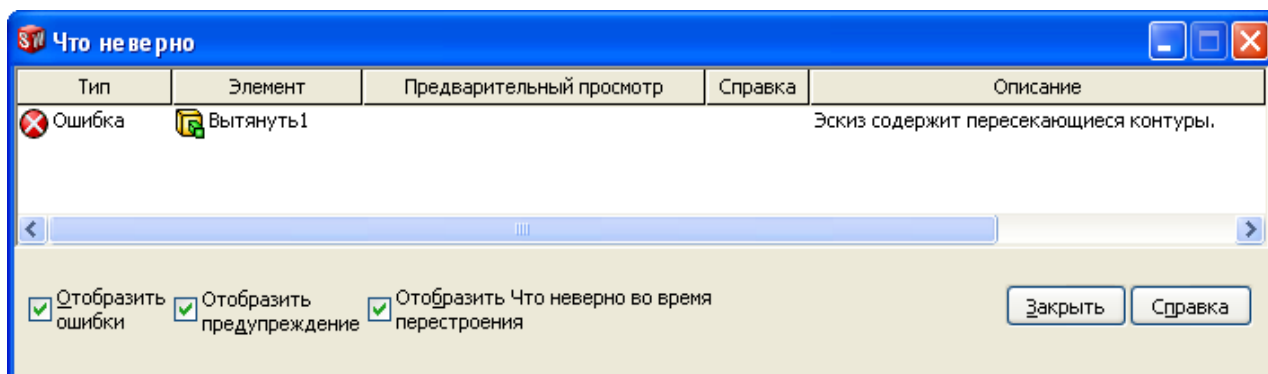 Что неверно
Тип Элемент Предварительный просмотр Справка Описание
Ошибка Вытянуть1 Эскиз содержит пересекающиеся контуры.
Отобразить ошибки
Отобразить предупреждение
Отобразить Что неверно во время перестроения
Закрыть Справка